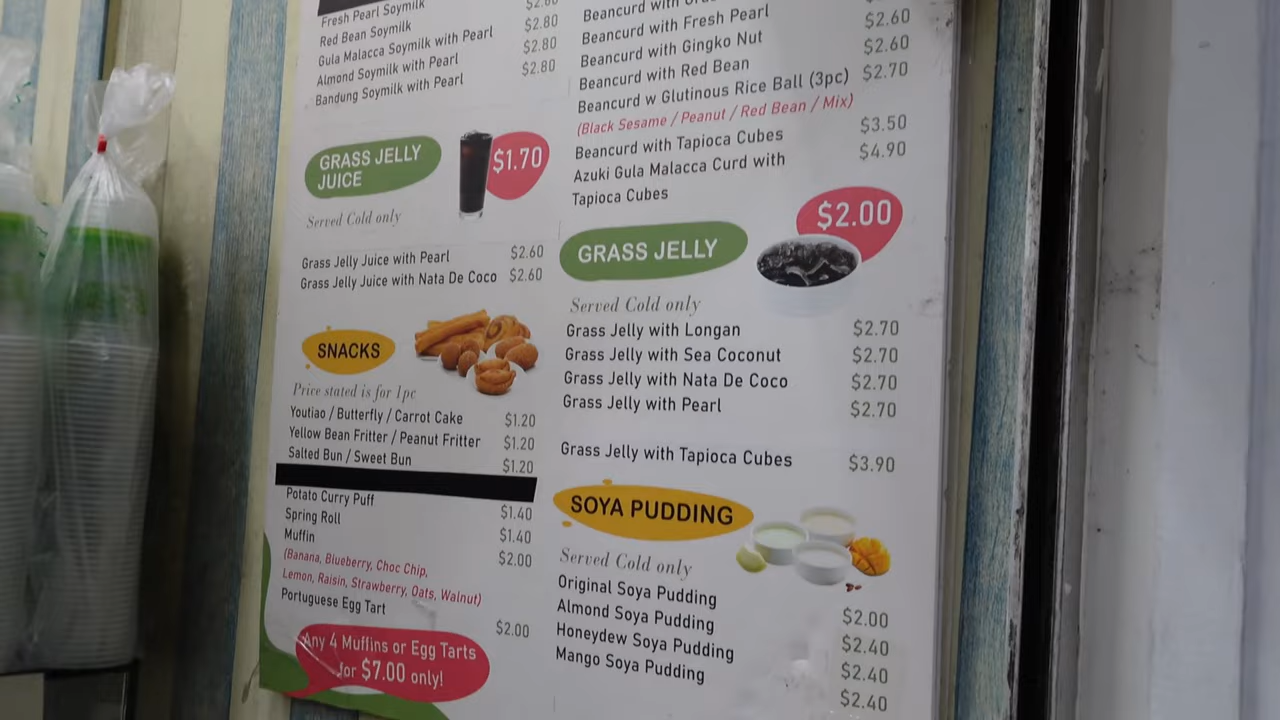 Fresh Pearl Soymilk
Red Bean Soymilk $2.80
Gula Malacca Soymilk with Pearl $2.80
Almond Soymilk with Pearl $2.80
Bandung Soymilk with Pearl
GRASS JELLY
JUICE
$1.70
Served Cold only
Grass Jelly Juice with Pearl $2.60
Grass Jelly Juice with Nata De Coco $2.60
SNACKS
Price stated is for 1pc
Youtiao / Butterfly / Carrot Cake $1.20
Yellow Bean Fritter / Peanut Fritter $1.20
Salted Bun / Sweet Bun $1.20
Potato Curry Puff $1.40
Spring Roll $1.40
Muffin $2.00
(Banana, Blueberry, Choc Chip,
Lemon, Raisin, Strawberry, Oats, Walnut)
Portuguese Egg Tart $2.00
Any 4 Muffins or Egg Tarts
for $7.00 only!
Beancurd with
Beancurd with Fresh Pearl $2.60
Beancurd with Gingko Nut $2.60
Beancurd with Red Bean $2.70
Beancurd w Glutinous Rice Ball (3pc)
(Black Sesame / Peanut / Red Bean / Mix)
Beancurd with Tapioca Cubes $3.50
Azuki Gula Malacca Curd with $4.90
Tapioca Cubes
GRASS JELLY
$2.00
Served Cold only
Grass Jelly with Longan $2.70
Grass Jelly with Sea Coconut $2.70
Grass Jelly with Nata De Coco $2.70
Grass Jelly with Pearl $2.70
Grass Jelly with Tapioca Cubes $3.90
SOYA PUDDING
Served Cold only
Original Soya Pudding $2.00
Almond Soya Pudding $2.40
Honeydew Soya Pudding $2.40
Mango Soya Pudding $2.40